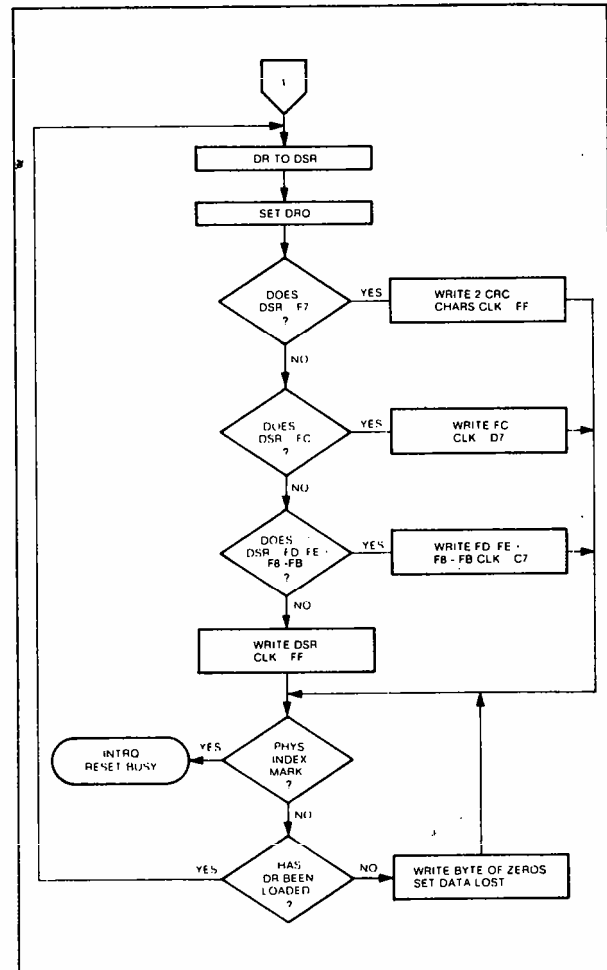 1
DR TO DSR
SET DRQ
DOES
DSR F7
?
YES
WRITE 2 CRC
CHARS CLK FF
NO
DOES
DSR FC
?
YES
WRITE FC
CLK D7
NO
DOES
DSR FD FE
F8 -FB
?
YES
WRITE FD FE
F8 - FB CLK C7
NO
WRITE DSR
CLK FF
PHYS
INDEX
MARK
?
YES
INTRQ
RESET BUSY
NO
HAS
DR BEEN
LOADED
?
YES
NO
WRITE BYTE OF ZEROS
SET DATA LOST